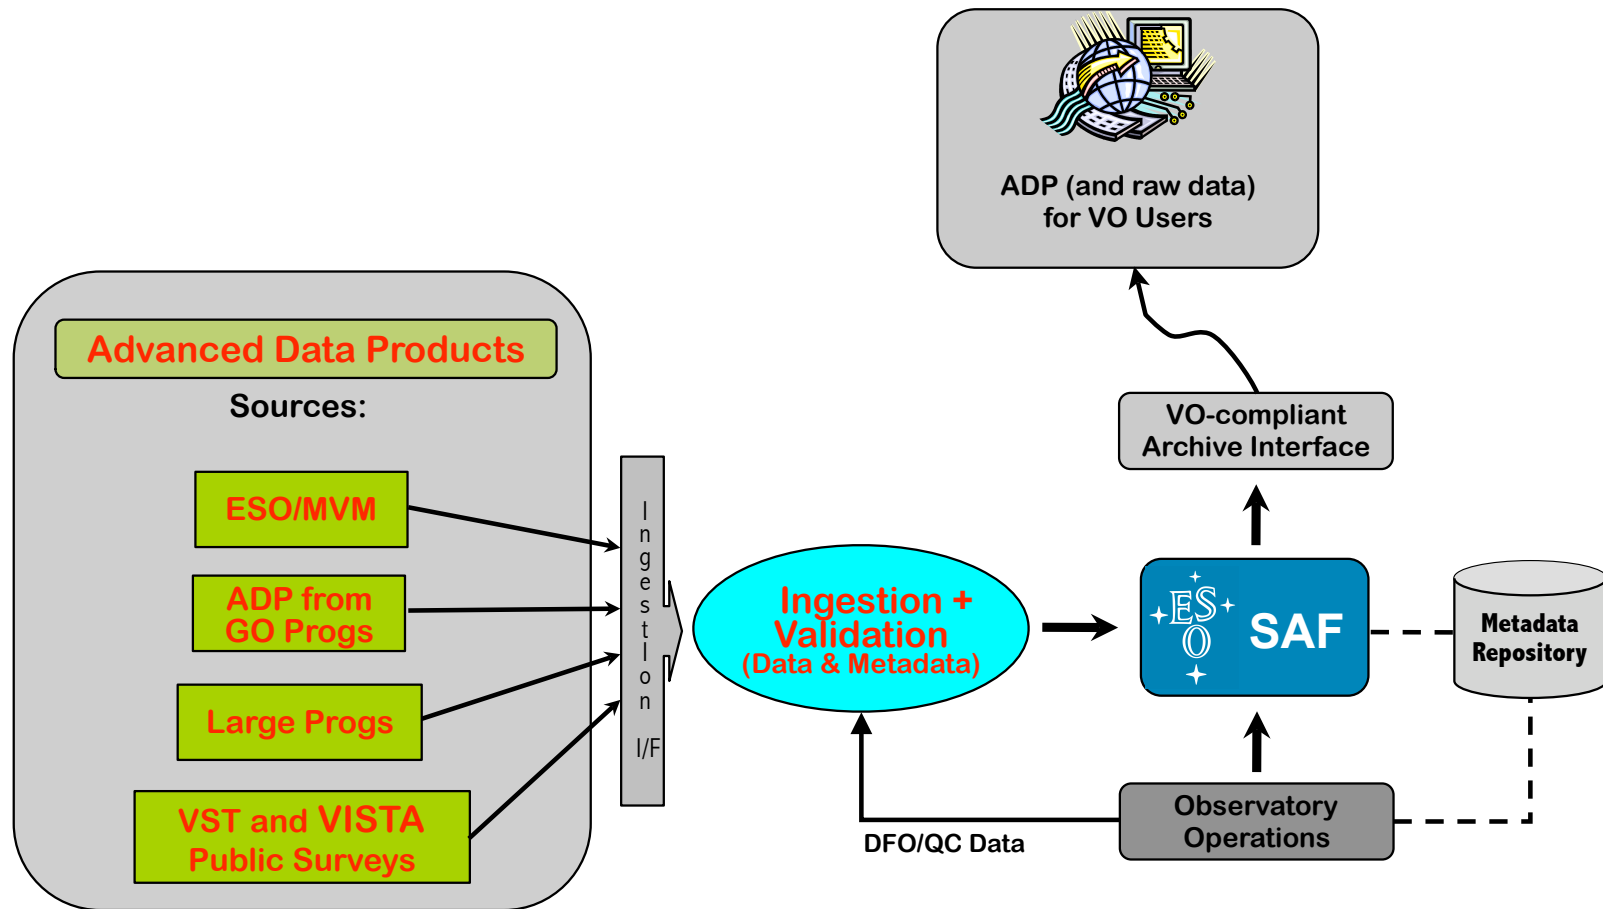 ADP (and raw data)
for VO Users
Advanced Data Products
Sources:
ESO/MVM
ADP from
GO Progs
Large Progs
VST and VISTA
Public Surveys
Ingestion I/F
Ingestion +
Validation
(Data & Metadata)
VO-compliant
Archive Interface
ESO
SAF
Metadata
Repository
Observatory
Operations
DFO/QC Data